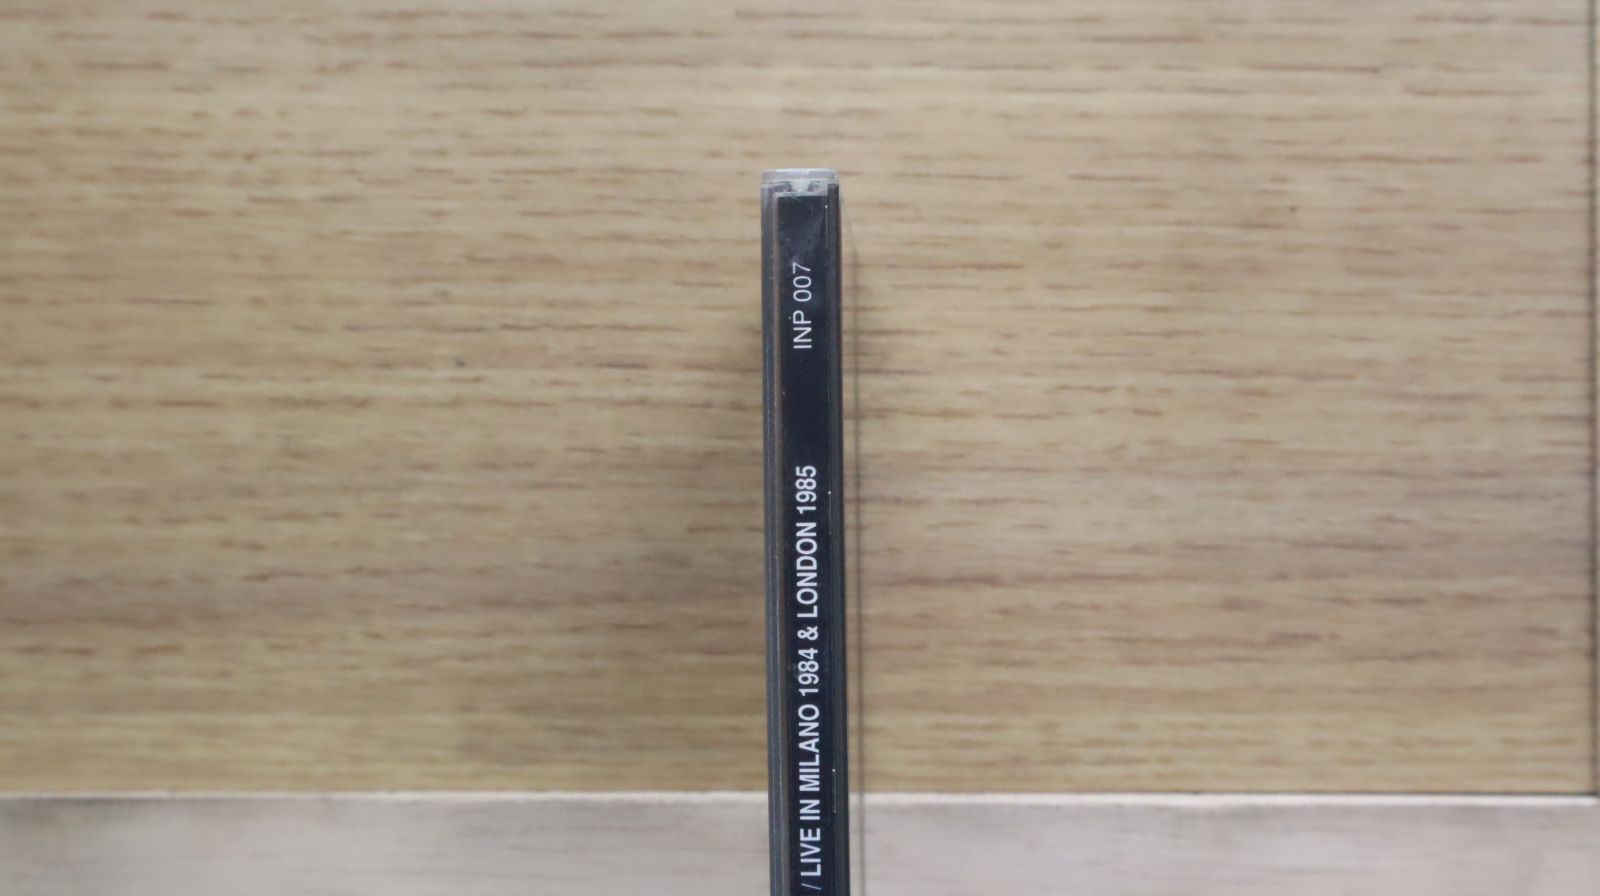 / LIVE IN MILANO 1984 & LONDON 1985 INP 007